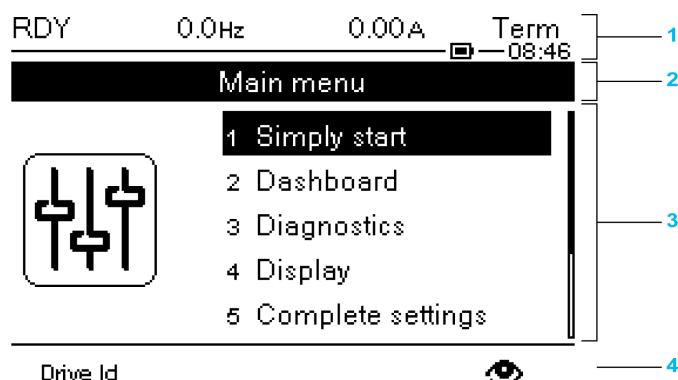 RDY 0.0Hz 0.00A Term 1
08:46
Main menu 2
1 Simply start
2 Dashboard
3 Diagnostics 3
4 Display
5 Complete settings
Drive Id 4